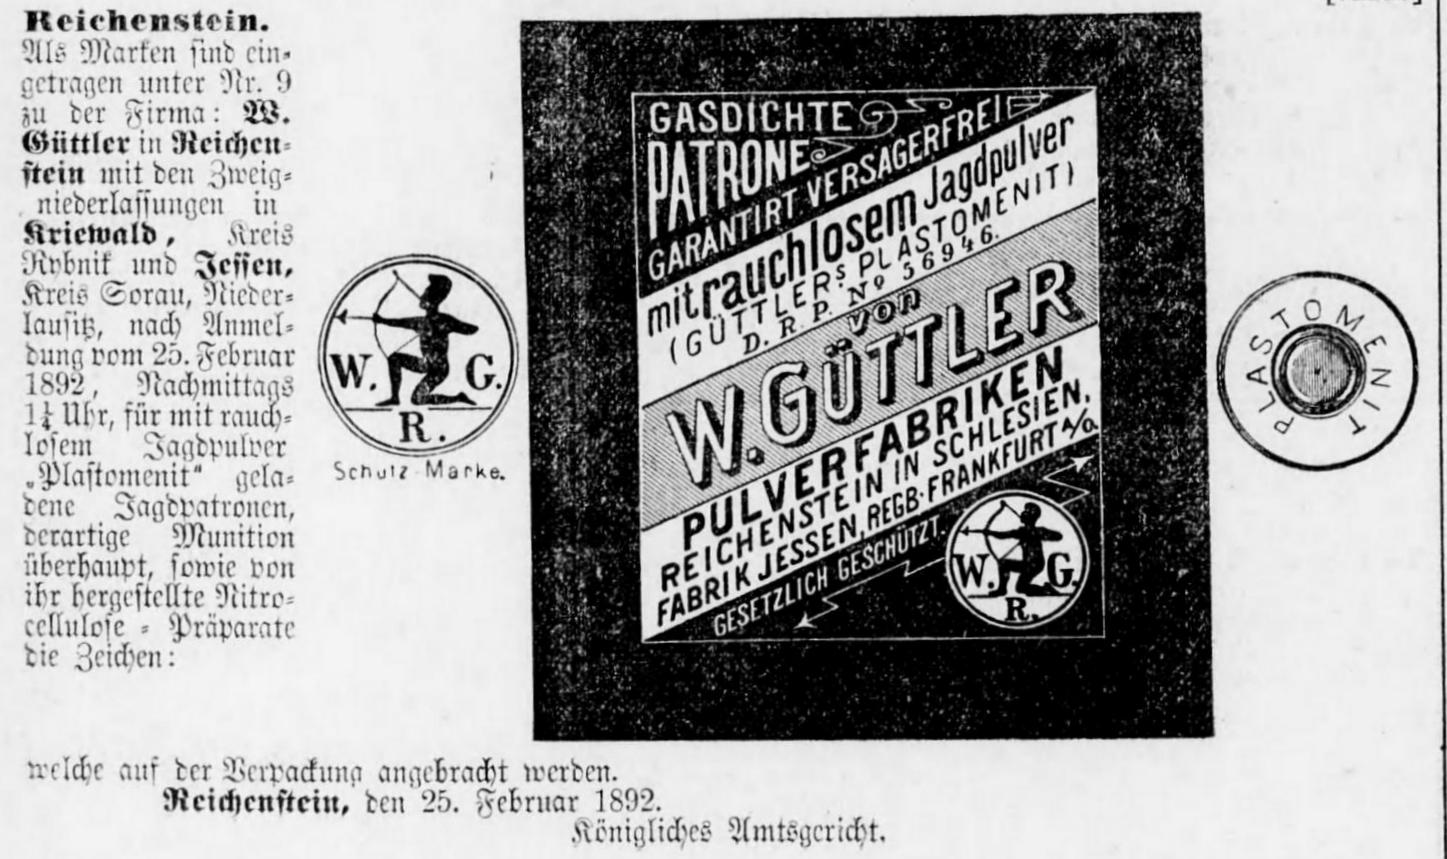 Reichenstein.
Als Marken sind ein-
getragen unter Nr. 9
zu der Firma: W.
Güttler in Reichen-
stein mit den Zweig-
niederlassungen in
Kriewald, Kreis
Rybnik und Jessen,
Kreis Sorau, Nieder-
lausitz, nach Anmel-
dung vom 25. Februar
1892, Nachmittags
1¼ Uhr, für mit rauch-
losem Jagdpulver
„Plastomenit“ gela-
dene Jagdpatronen,
derartige Munition
überhaupt, sowie von
ihr hergestellte Nitro-
cellulose-Präparate
die Zeichen:
W. G.
R.
Schutz-Marke.
GASDICHTE
PATRONE
GARANTIRT VERSAGERFREI
mit rauchlosem Jagdpulver
(GÜTTLER'S PLASTOMENIT)
D. R. P. No 56946.
von
W. GÜTTLER
PULVERFABRIKEN
REICHENSTEIN IN SCHLESIEN,
FABRIK JESSEN, REGB. FRANKFURT A/O.
GESETZLICH GESCHÜTZT.
W. G.
R.
PLASTOMENIT
welche auf der Verpackung angebracht werden.
Reichenstein, den 25. Februar 1892.
Königliches Amtsgericht.